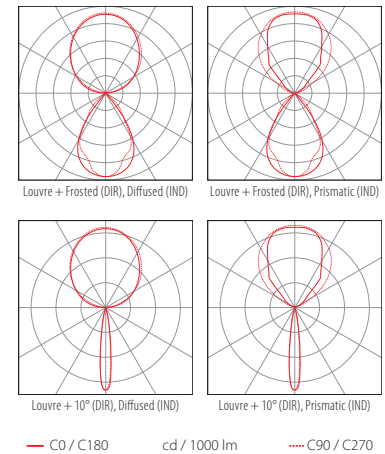 Louvre + Frosted (DIR), Diffused (IND)
Louvre + Frosted (DIR), Prismatic (IND)
Louvre + 10° (DIR), Diffused (IND)
Louvre + 10° (DIR), Prismatic (IND)
C0 / C180 cd / 1000 lm C90 / C270